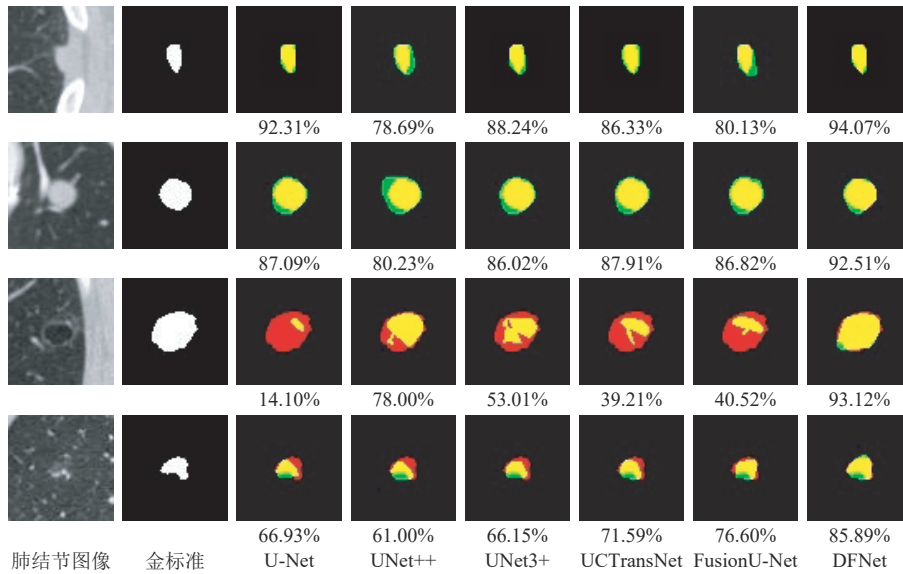 92.31% 78.69% 88.24% 86.33% 80.13% 94.07%
87.09% 80.23% 86.02% 87.91% 86.82% 92.51%
14.10% 78.00% 53.01% 39.21% 40.52% 93.12%
66.93% 61.00% 66.15% 71.59% 76.60% 85.89%
肺结节图像 金标准 U-Net UNet++ UNet3+ UCTransNet FusionU-Net DFNet